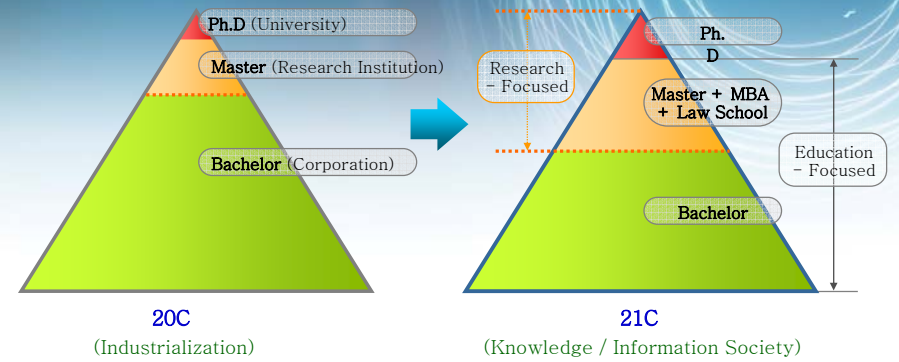 Ph.D (University)
Master (Research Institution)
Bachelor (Corporation)
20C
(Industrialization)
Research
- Focused
Ph.
D
Master + MBA
+ Law School
Bachelor
Education
- Focused
21C
(Knowledge / Information Society)